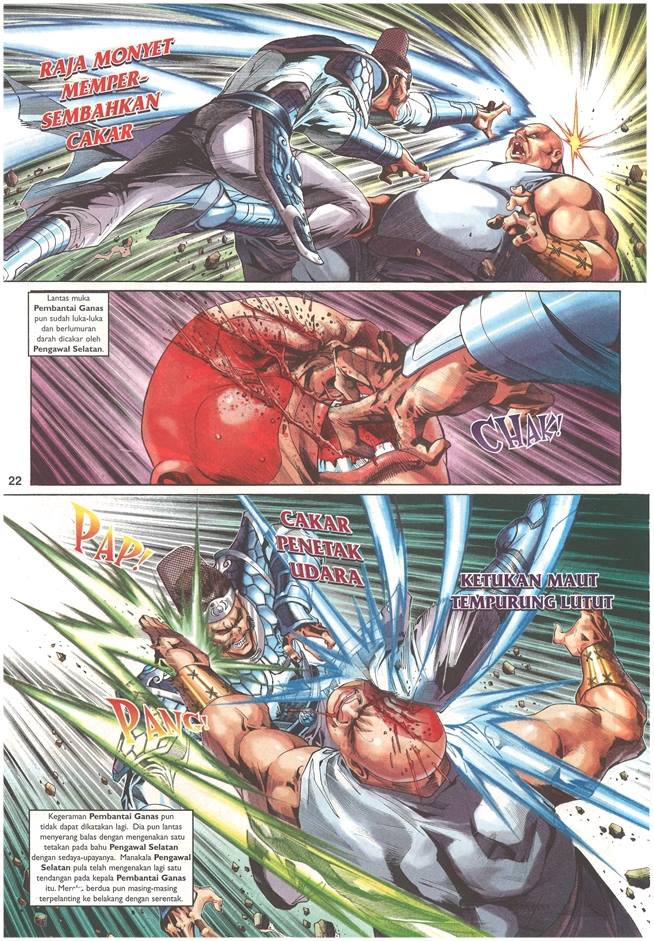 RAJA MONYET
MEMPER-
SEMBAHKAN
CAKAR
Lantas muka
Pembantai Ganas
pun sudah luka-luka
dan berlumuran
darah dicakar oleh
Pengawal Selatan.
CHAK!
22
PAP!
CAKAR
PENETAK
UDARA
KETUKAN MAUT
TEMPURUNG LUTUT
PANG!
Kegeraman Pembantai Ganas pun
tidak dapat dikatakan lagi. Dia pun lantas
menyerang balas dengan mengenakan satu
tetakan pada bahu Pengawal Selatan
dengan sedaya-upayanya. Manakala Pengawal
Selatan pula telah mengenakan lagi satu
tendangan pada kepala Pembantai Ganas
itu. berdua pun masing-masing
terpelanting ke belakang dengan serentak.